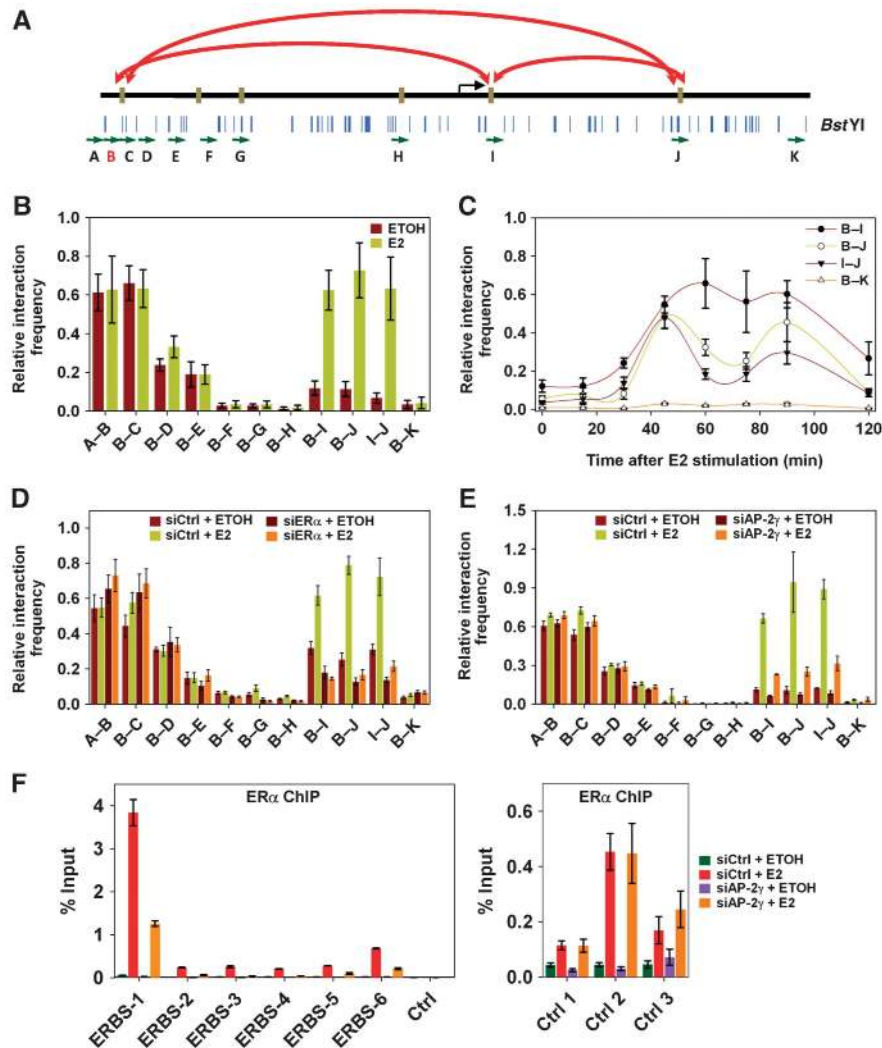 A
BstYI
A B C D E F G H I J K
B
Relative interaction frequency
1.0
0.8
0.6
0.4
0.2
0.0
ETOH
E2
A–B B–C B–D B–E B–F B–G B–H B–I B–J I–J B–K
C
Relative interaction frequency
1.0
0.8
0.6
0.4
0.2
0.0
B–I
B–J
I–J
B–K
0 20 40 60 80 100 120
Time after E2 stimulation (min)
D
Relative interaction frequency
1.0
0.8
0.6
0.4
0.2
0.0
siCtrl + ETOH
siCtrl + E2
siERα + ETOH
siERα + E2
A–B B–C B–D B–E B–F B–G B–H B–I B–J I–J B–K
E
Relative interaction frequency
1.5
1.2
0.9
0.6
0.3
0.0
siCtrl + ETOH
siCtrl + E2
siAP-2γ + ETOH
siAP-2γ + E2
A–B B–C B–D B–E B–F B–G B–H B–I B–J I–J B–K
F
ERα ChIP
% Input
4
3
2
1
0
ERBS-1 ERBS-2 ERBS-3 ERBS-4 ERBS-5 ERBS-6 Ctrl
ERα ChIP
% Input
0.6
0.4
0.2
0.0
Ctrl 1 Ctrl 2 Ctrl 3
siCtrl + ETOH
siCtrl + E2
siAP-2γ + ETOH
siAP-2γ + E2